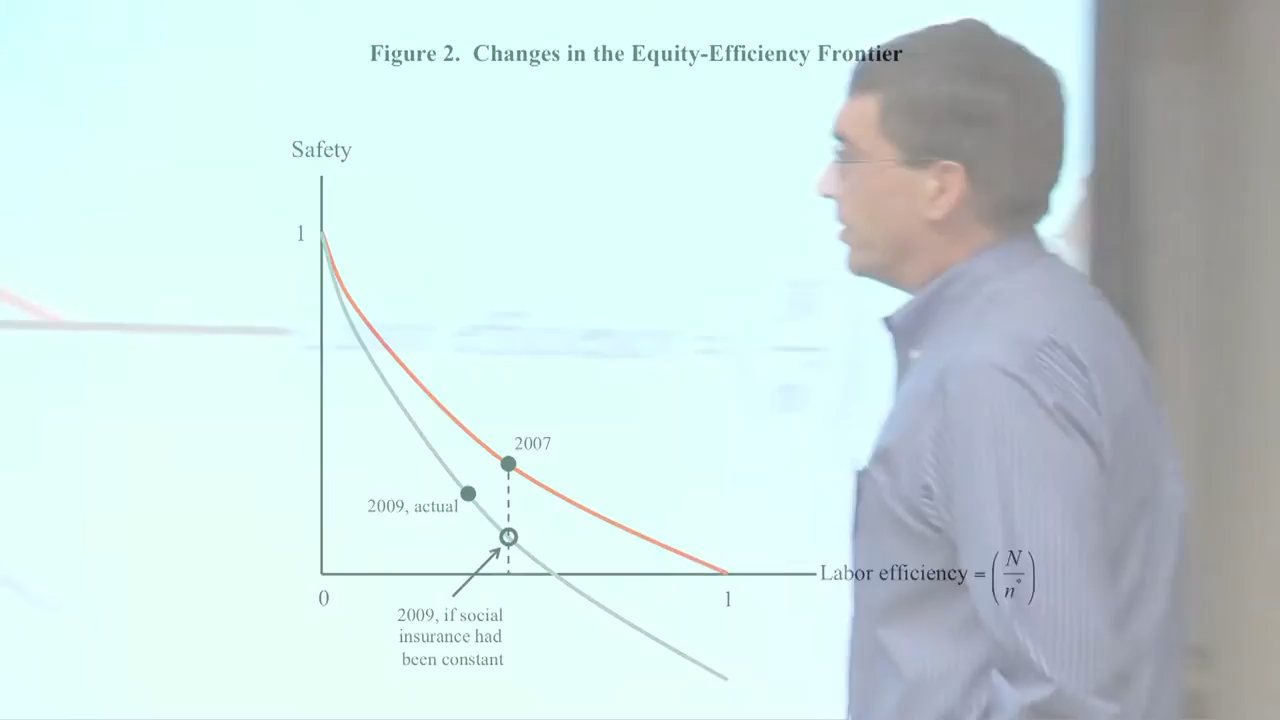 Figure 2. Changes in the Equity-Efficiency Frontier
Safety
1
2007
2009, actual
Labor efficiency = (N/n*)
0
1
2009, if social
insurance had
been constant